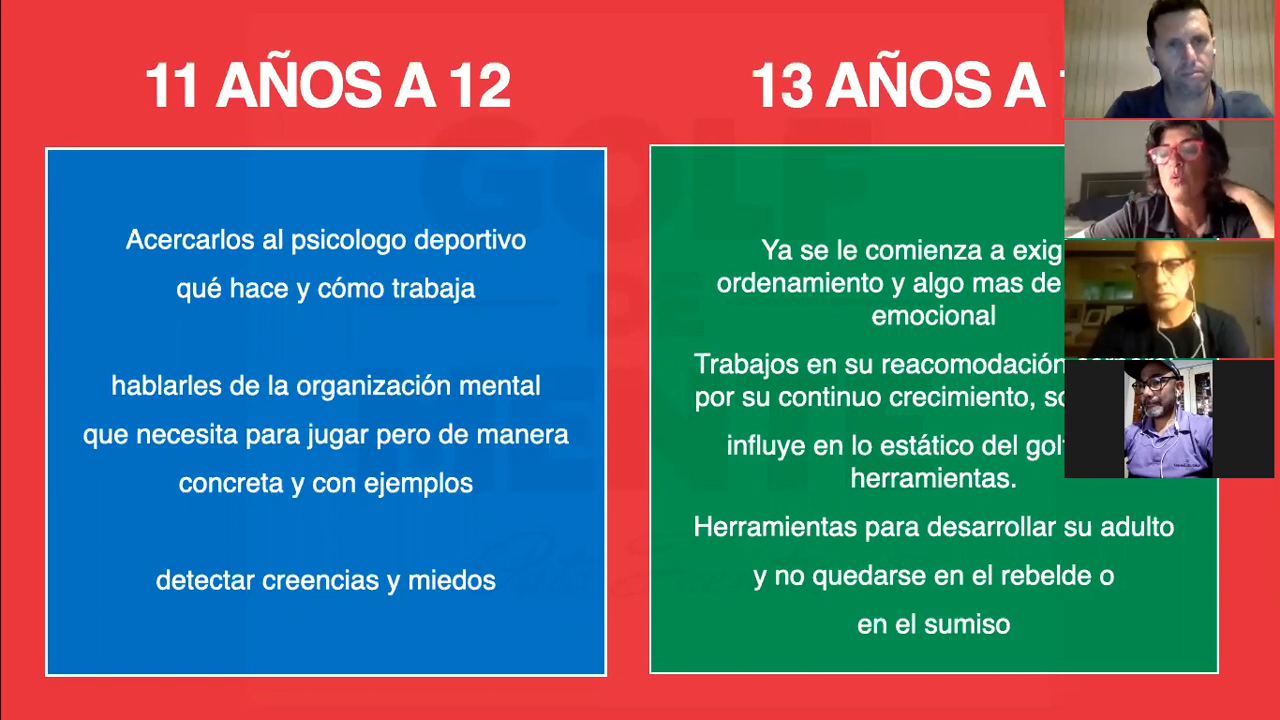 11 AÑOS A 12
Acercarlos al psicologo deportivo
qué hace y cómo trabaja
hablarles de la organización mental
que necesita para jugar pero de manera
concreta y con ejemplos
detectar creencias y miedos
13 AÑOS A
Ya se le comienza a
ordenamiento y algo mas de
emocional
Trabajos en su reacomodación
por su continuo crecimiento,
influye en lo estático del
herramientas.
Herramientas para desarrollar su adulto
y no quedarse en el rebelde o
en el sumiso
GOLF
DE
MENTE